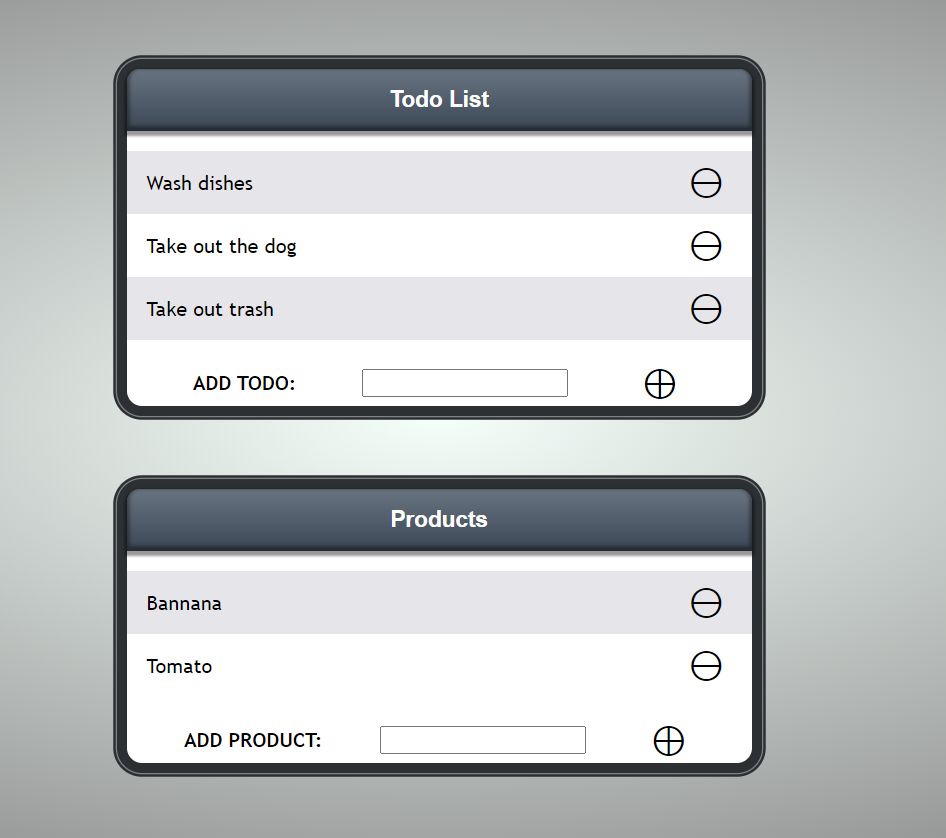 Todo List
Wash dishes
Take out the dog
Take out trash
ADD TODO:
Products
Bannana
Tomato
ADD PRODUCT: